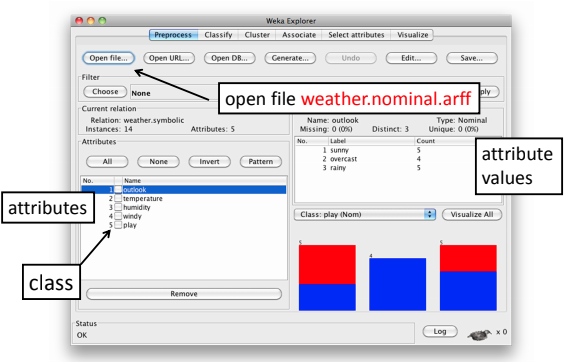 Weka Explorer
Preprocess Classify Cluster Associate Select attributes Visualize
Open file... Open URL... Open DB... Generate... Undo Edit... Save...
Filter
Choose None
open file weather.nominal.arff
Current relation
Relation: weather.symbolic
Instances: 14 Attributes: 5
Name: outlook Type: Nominal
Missing: 0 (0%) Distinct: 3 Unique: 0 (0%)
No. Label Count
1 sunny 5
2 overcast 4
3 rainy 5
attribute
values
Attributes
All None Invert Pattern
No. Name
1 outlook
2 temperature
3 humidity
4 windy
5 play
attributes
class
Class: play (Nom) Visualize All
5 4 5
Remove
Status
OK
Log x 0